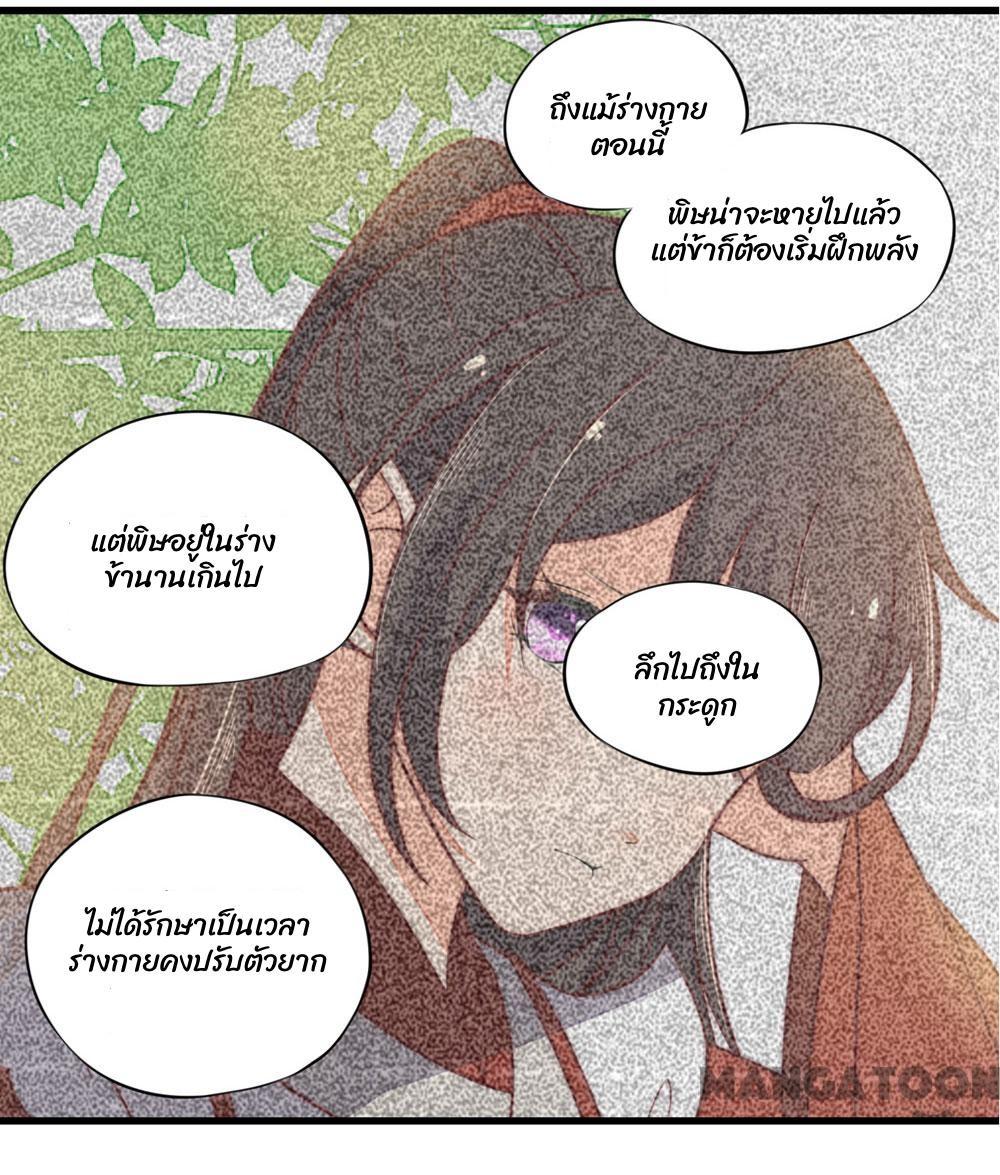 ถึงแม้ร่างกาย
ตอนนี้
พิษน่าจะหายไปแล้ว
แต่ข้าก็ต้องเริ่มฝึกพลัง
แต่พิษอยู่ในร่าง
ข้านานเกินไป
ลึกไปถึงใน
กระดูก
ไม่ได้รักษาเป็นเวลา
ร่างกายคงปรับตัวยาก
MANGATOON